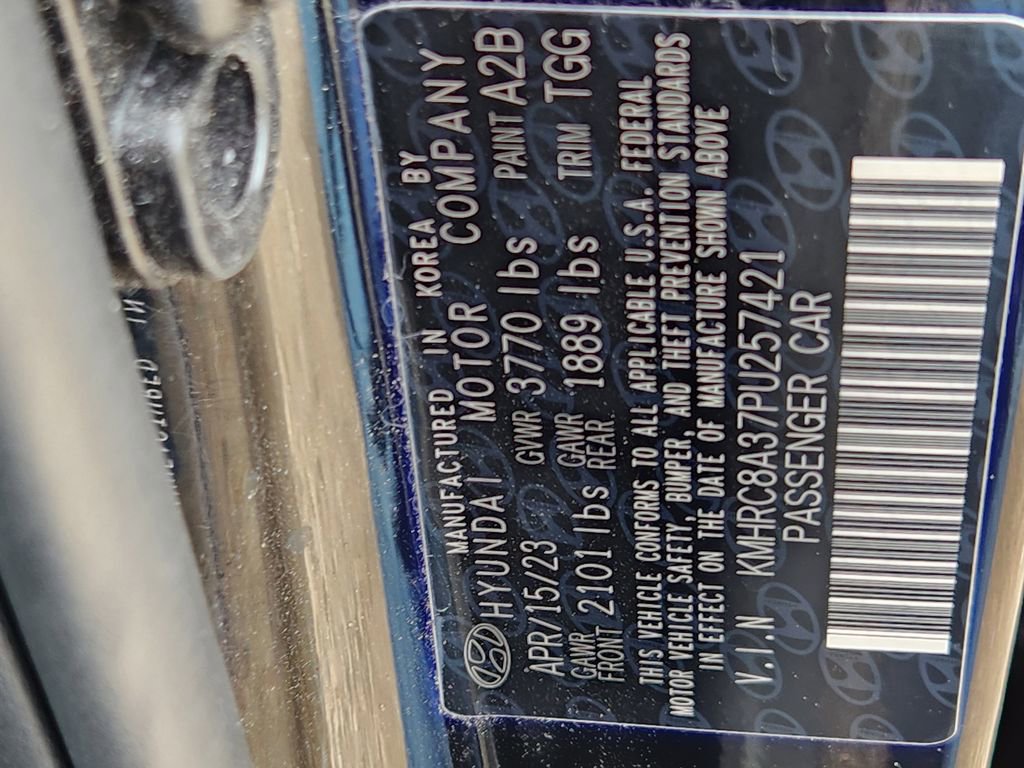 MANUFACTURED IN KOREA BY
HYUNDAI MOTOR COMPANY
APR/15/23 GVWR 3770 lbs PAINT A2B
GAWR FRONT 2101 lbs GAWR REAR 1889 lbs TRIM TGG
THIS VEHICLE CONFORMS TO ALL APPLICABLE U.S.A. FEDERAL
MOTOR VEHICLE SAFETY, BUMPER, AND THEFT PREVENTION STANDARDS
IN EFFECT ON THE DATE OF MANUFACTURE SHOWN ABOVE
V.I.N KMHRC8A37PU257421
PASSENGER CAR